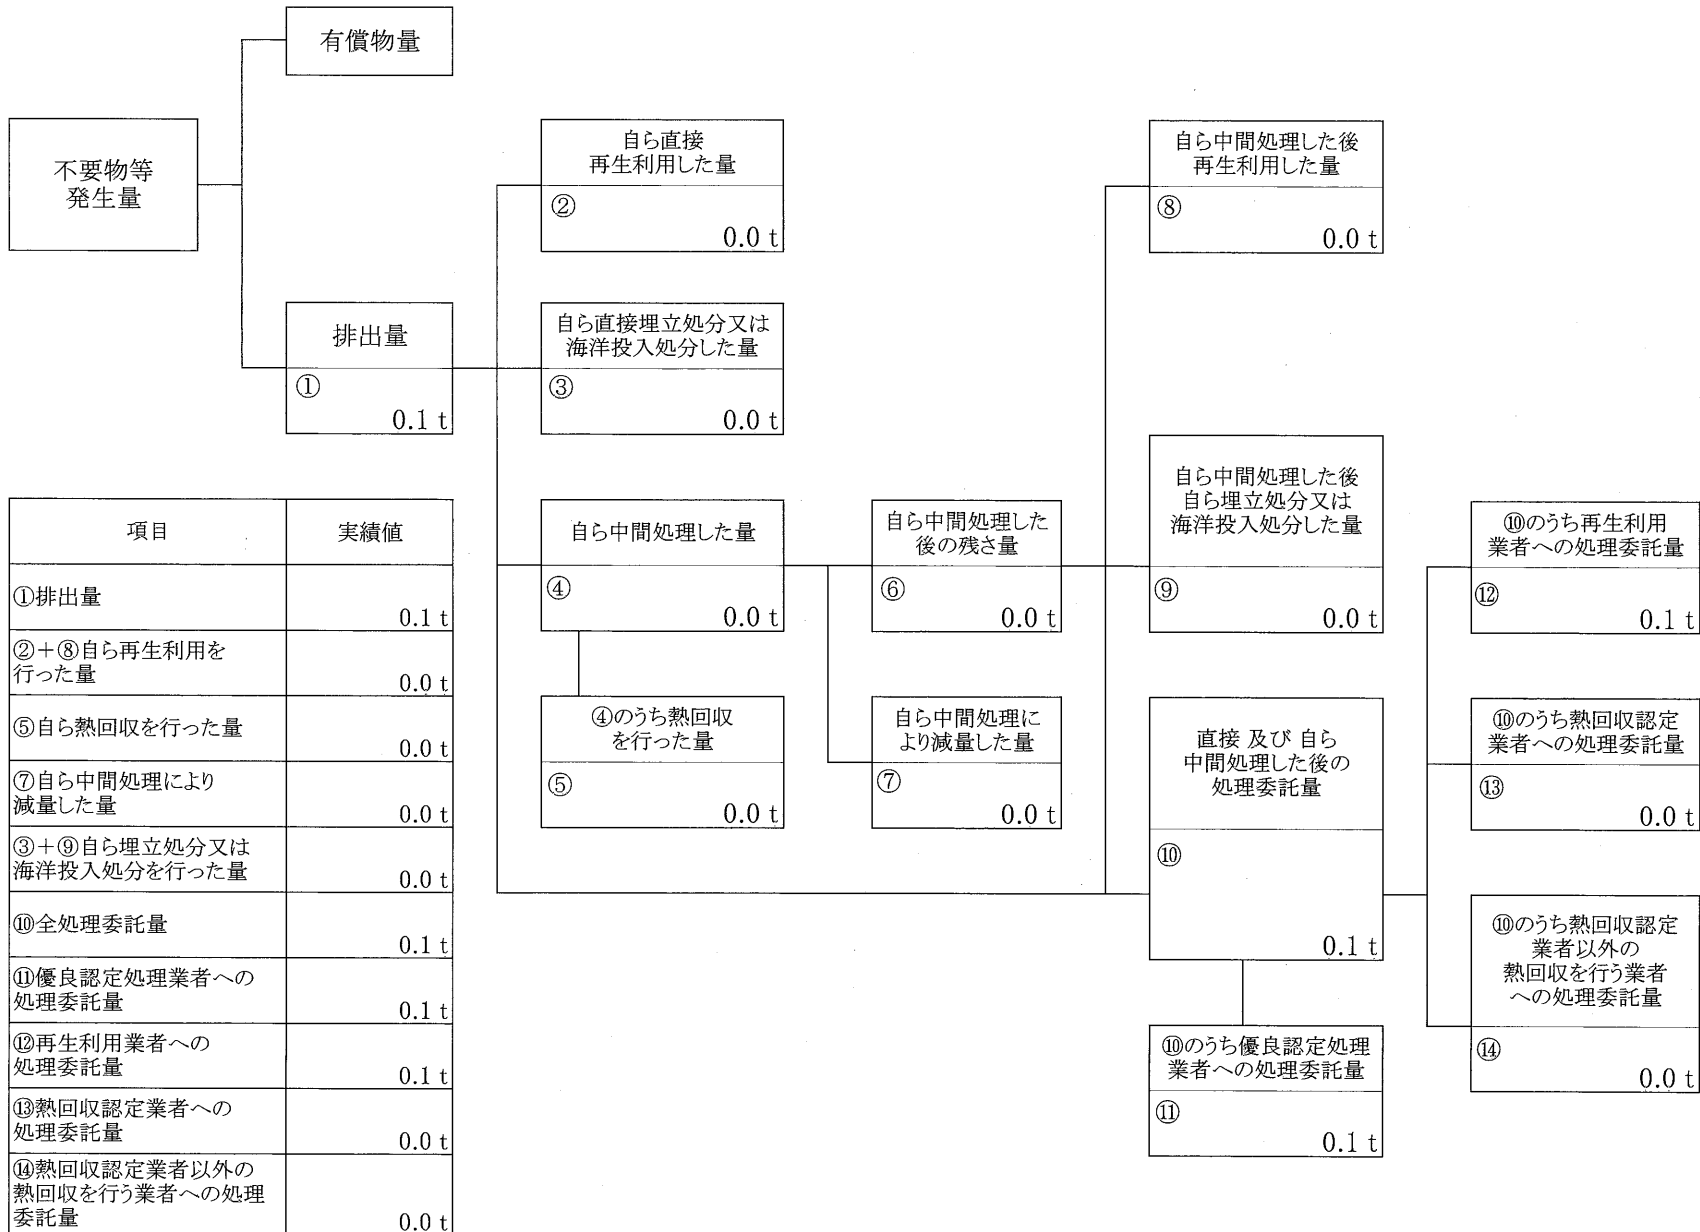 有償物量
不要物等
発生量
自ら直接
再生利用した量
②
0.0 t
自ら中間処理した後
再生利用した量
⑧
0.0 t
排出量
①
0.1 t
自ら直接埋立処分又は
海洋投入処分した量
③
0.0 t
自ら中間処理した量
④
0.0 t
自ら中間処理した
後の残さ量
⑥
0.0 t
自ら中間処理した後
自ら埋立処分又は
海洋投入処分した量
⑨
0.0 t
⑩のうち再生利用
業者への処理委託量
⑫
0.1 t
④のうち熱回収
を行った量
⑤
0.0 t
自ら中間処理に
より減量した量
⑦
0.0 t
直接 及び 自ら
中間処理した後の
処理委託量
⑩
0.1 t
⑩のうち熱回収認定
業者への処理委託量
⑬
0.0 t
⑩のうち熱回収認定
業者以外の
熱回収を行う業者
への処理委託量
⑭
0.0 t
⑩のうち優良認定処理
業者への処理委託量
⑪
0.1 t
項目 実績値
①排出量
0.1 t
②+⑧自ら再生利用を
行った量
0.0 t
⑤自ら熱回収を行った量
0.0 t
⑦自ら中間処理により
減量した量
0.0 t
③+⑨自ら埋立処分又は
海洋投入処分を行った量
0.0 t
⑩全処理委託量
0.1 t
⑪優良認定処理業者への
処理委託量
0.1 t
⑫再生利用業者への
処理委託量
0.1 t
⑬熱回収認定業者への
処理委託量
0.0 t
⑭熱回収認定業者以外の
熱回収を行う業者への処理
委託量
0.0 t